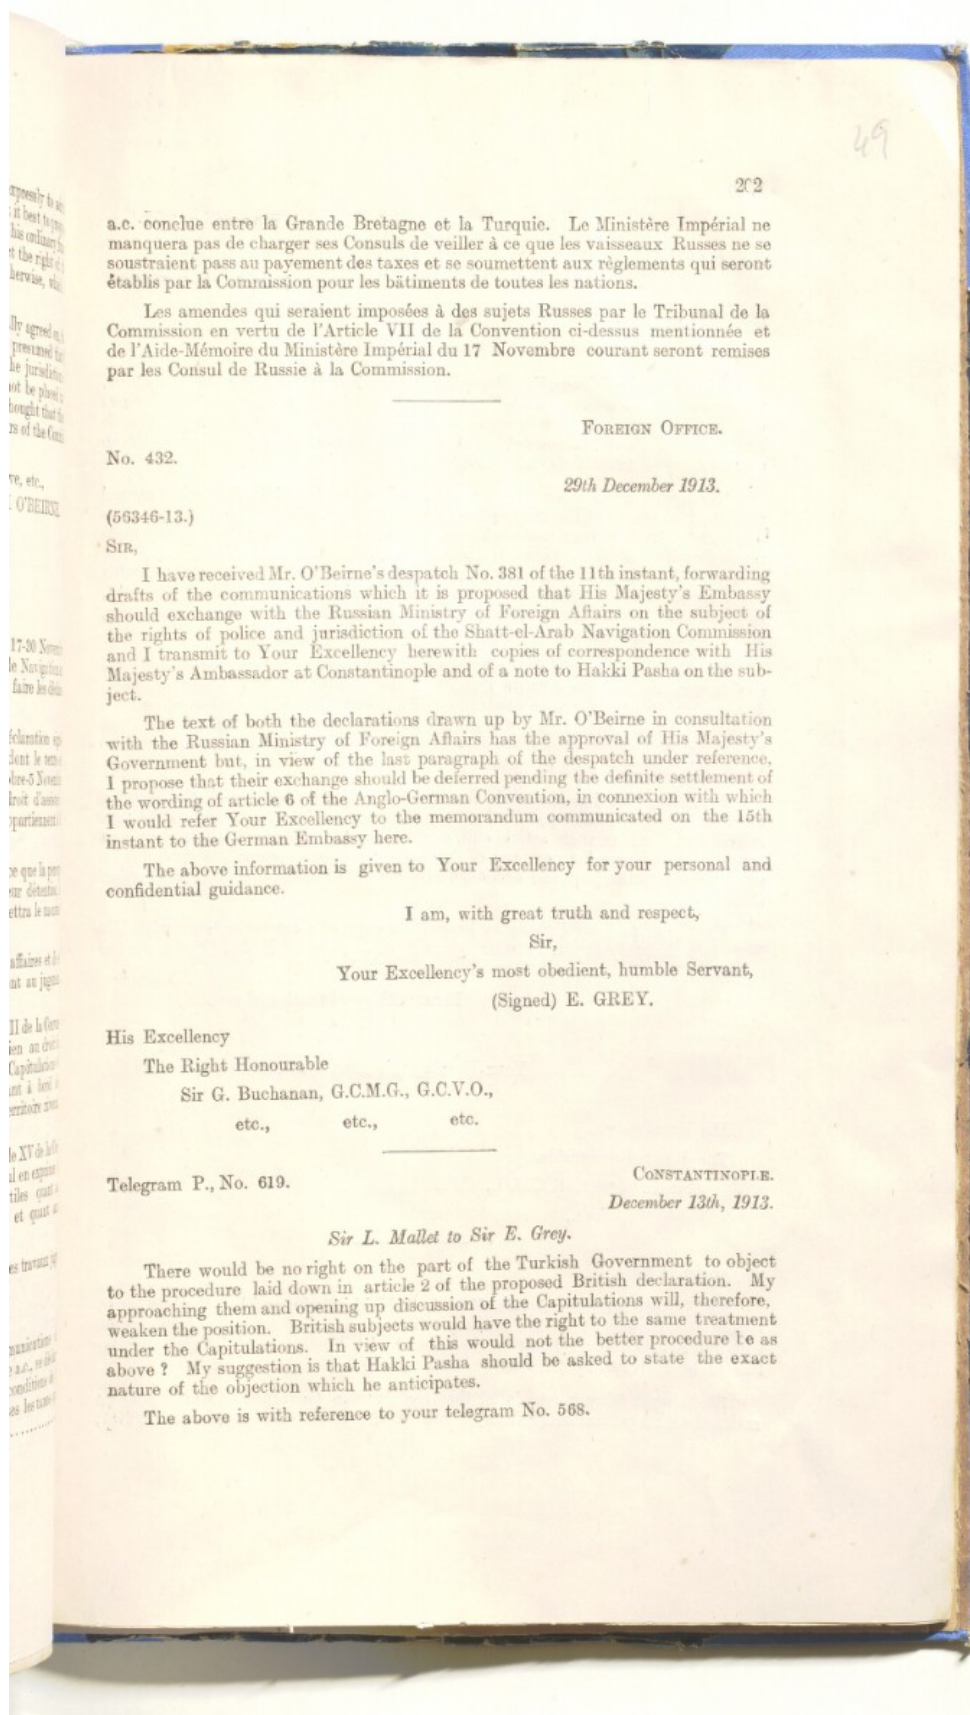 49
202
a.c. conclue entre la Grande Bretagne et la Turquie. Le Ministère Impérial ne
manquera pas de charger ses Consuls de veiller à ce que les vaisseaux Russes ne se
soustraient pass au payement des taxes et se soumettent aux règlements qui seront
établis par la Commission pour les bâtiments de toutes les nations.
Les amendes qui seraient imposées à des sujets Russes par le Tribunal de la
Commission en vertu de l'Article VII de la Convention ci-dessus mentionnée et
de l'Aide-Mémoire du Ministère Impérial du 17 Novembre courant seront remises
par les Consul de Russie à la Commission.
FOREIGN OFFICE.
No. 432.
29th December 1913.
(56346-13.)
SIR,
I have received Mr. O'Beirne's despatch No. 381 of the 11th instant, forwarding
drafts of the communications which it is proposed that His Majesty's Embassy
should exchange with the Russian Ministry of Foreign Affairs on the subject of
the rights of police and jurisdiction of the Shatt-el-Arab Navigation Commission
and I transmit to Your Excellency herewith copies of correspondence with His
Majesty's Ambassador at Constantinople and of a note to Hakki Pasha on the sub-
ject.
The text of both the declarations drawn up by Mr. O'Beirne in consultation
with the Russian Ministry of Foreign Affairs has the approval of His Majesty's
Government but, in view of the last paragraph of the despatch under reference,
I propose that their exchange should be deferred pending the definite settlement of
the wording of article 6 of the Anglo-German Convention, in connexion with which
I would refer Your Excellency to the memorandum communicated on the 15th
instant to the German Embassy here.
The above information is given to Your Excellency for your personal and
confidential guidance.
I am, with great truth and respect,
Sir,
Your Excellency's most obedient, humble Servant,
(Signed) E. GREY.
His Excellency
The Right Honourable
Sir G. Buchanan, G.C.M.G., G.C.V.O.,
etc., etc., etc.
Telegram P., No. 619.
CONSTANTINOPLE.
December 13th, 1913.
Sir L. Mallet to Sir E. Grey.
There would be no right on the part of the Turkish Government to object
to the procedure laid down in article 2 of the proposed British declaration. My
approaching them and opening up discussion of the Capitulations will, therefore,
weaken the position. British subjects would have the right to the same treatment
under the Capitulations. In view of this would not the better procedure be as
above ? My suggestion is that Hakki Pasha should be asked to state the exact
nature of the objection which he anticipates.
The above is with reference to your telegram No. 568.